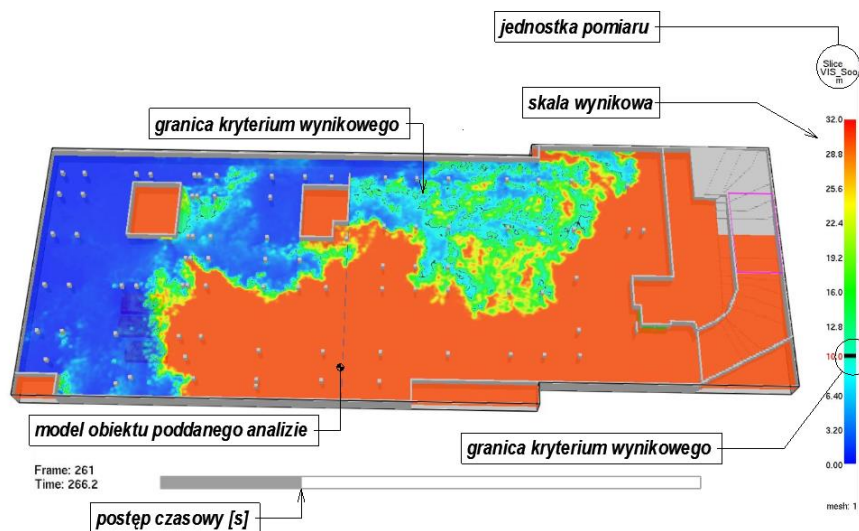 jednostka pomiaru
Slice
VIS_Soo
m
skala wynikowa
granica kryterium wynikowego
32.0
28.8
25.6
22.4
19.2
16.0
12.8
10.0
6.40
3.20
0.00
model obiektu poddanego analizie
granica kryterium wynikowego
Frame: 261
Time: 266.2
mesh: 1
postęp czasowy [s]